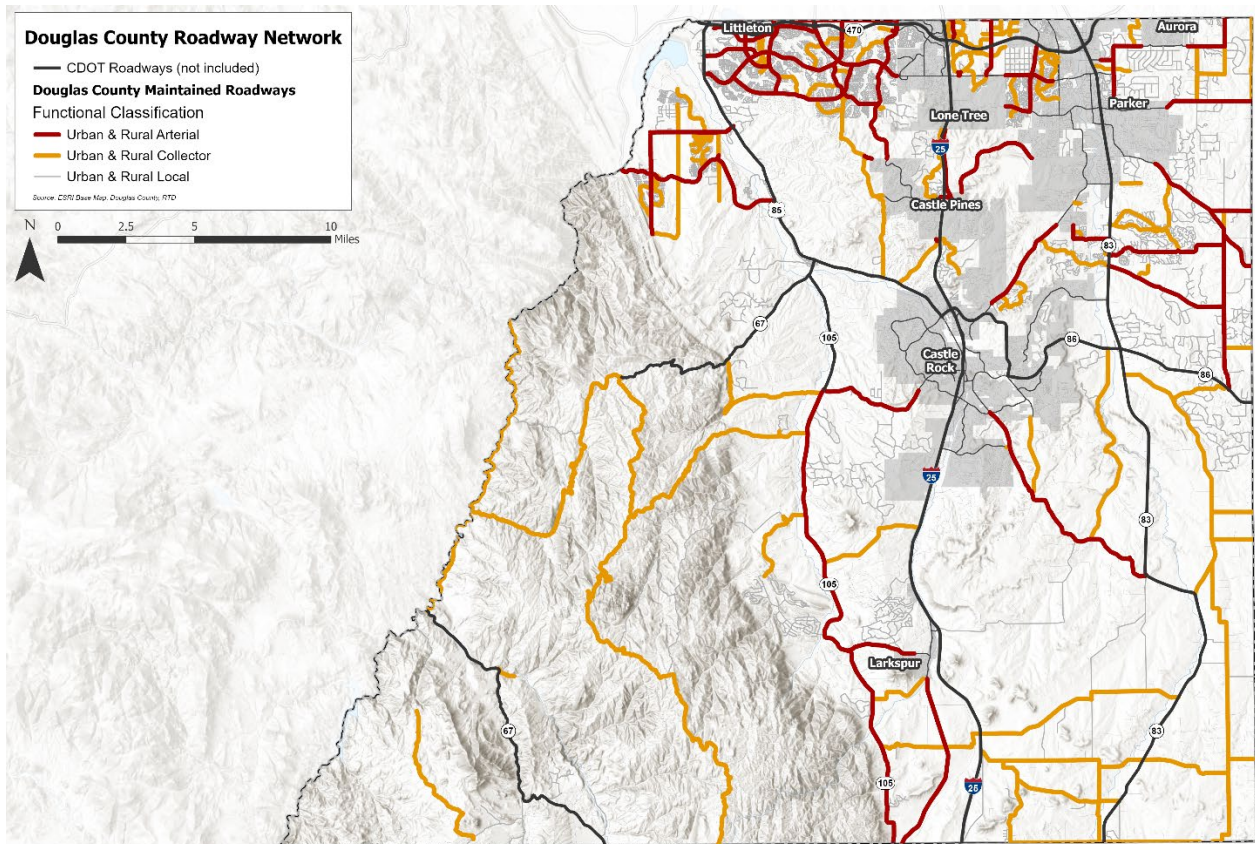 Douglas County Roadway Network
CDOT Roadways (not included)
Douglas County Maintained Roadways
Functional Classification
Urban & Rural Arterial
Urban & Rural Collector
Urban & Rural Local
Source: ESRI Base Map, Douglas County, RTD
N
0 2.5 5 10
Miles
Littleton
470
Aurora
Parker
Lone Tree
25
85
Castle Pines
83
67
105
86
Castle
Rock
86
25
83
105
Larkspur
67
83
105
25